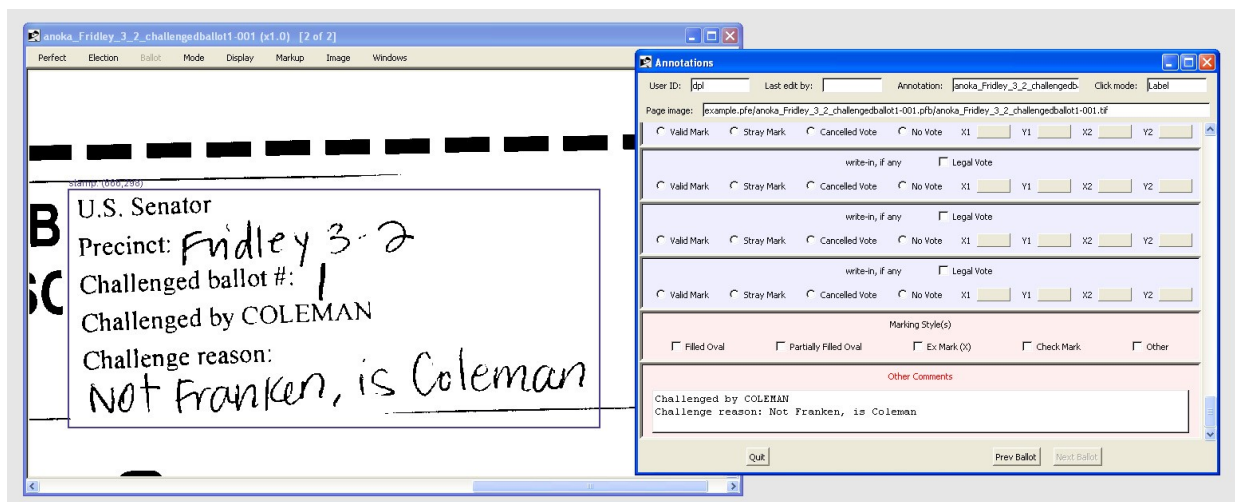 anoka_Fridley_3_2_challengedballot1-001 (x1.0) [2 of 2]
Perfect Election Ballot Mode Display Markup Image Windows
stamp: (666,298)
U.S. Senator
Precinct: Fridley 3-2
Challenged ballot #: 1
Challenged by COLEMAN
Challenge reason:
Not Franken, is Coleman
B
SC
Annotations
User ID: dpl Last edit by: Annotation: anoka_Fridley_3_2_challengedb Click mode: Label
Page image: example.pfe/anoka_Fridley_3_2_challengedballot1-001.pfb/anoka_Fridley_3_2_challengedballot1-001.tif
Valid Mark Stray Mark Cancelled Vote No Vote X1 Y1 X2 Y2
write-in, if any Legal Vote
Valid Mark Stray Mark Cancelled Vote No Vote X1 Y1 X2 Y2
write-in, if any Legal Vote
Valid Mark Stray Mark Cancelled Vote No Vote X1 Y1 X2 Y2
write-in, if any Legal Vote
Valid Mark Stray Mark Cancelled Vote No Vote X1 Y1 X2 Y2
Marking Style(s)
Filled Oval Partially Filled Oval Ex Mark (X) Check Mark Other
Other Comments
Challenged by COLEMAN
Challenge reason: Not Franken, is Coleman
Quit Prev Ballot Next Ballot